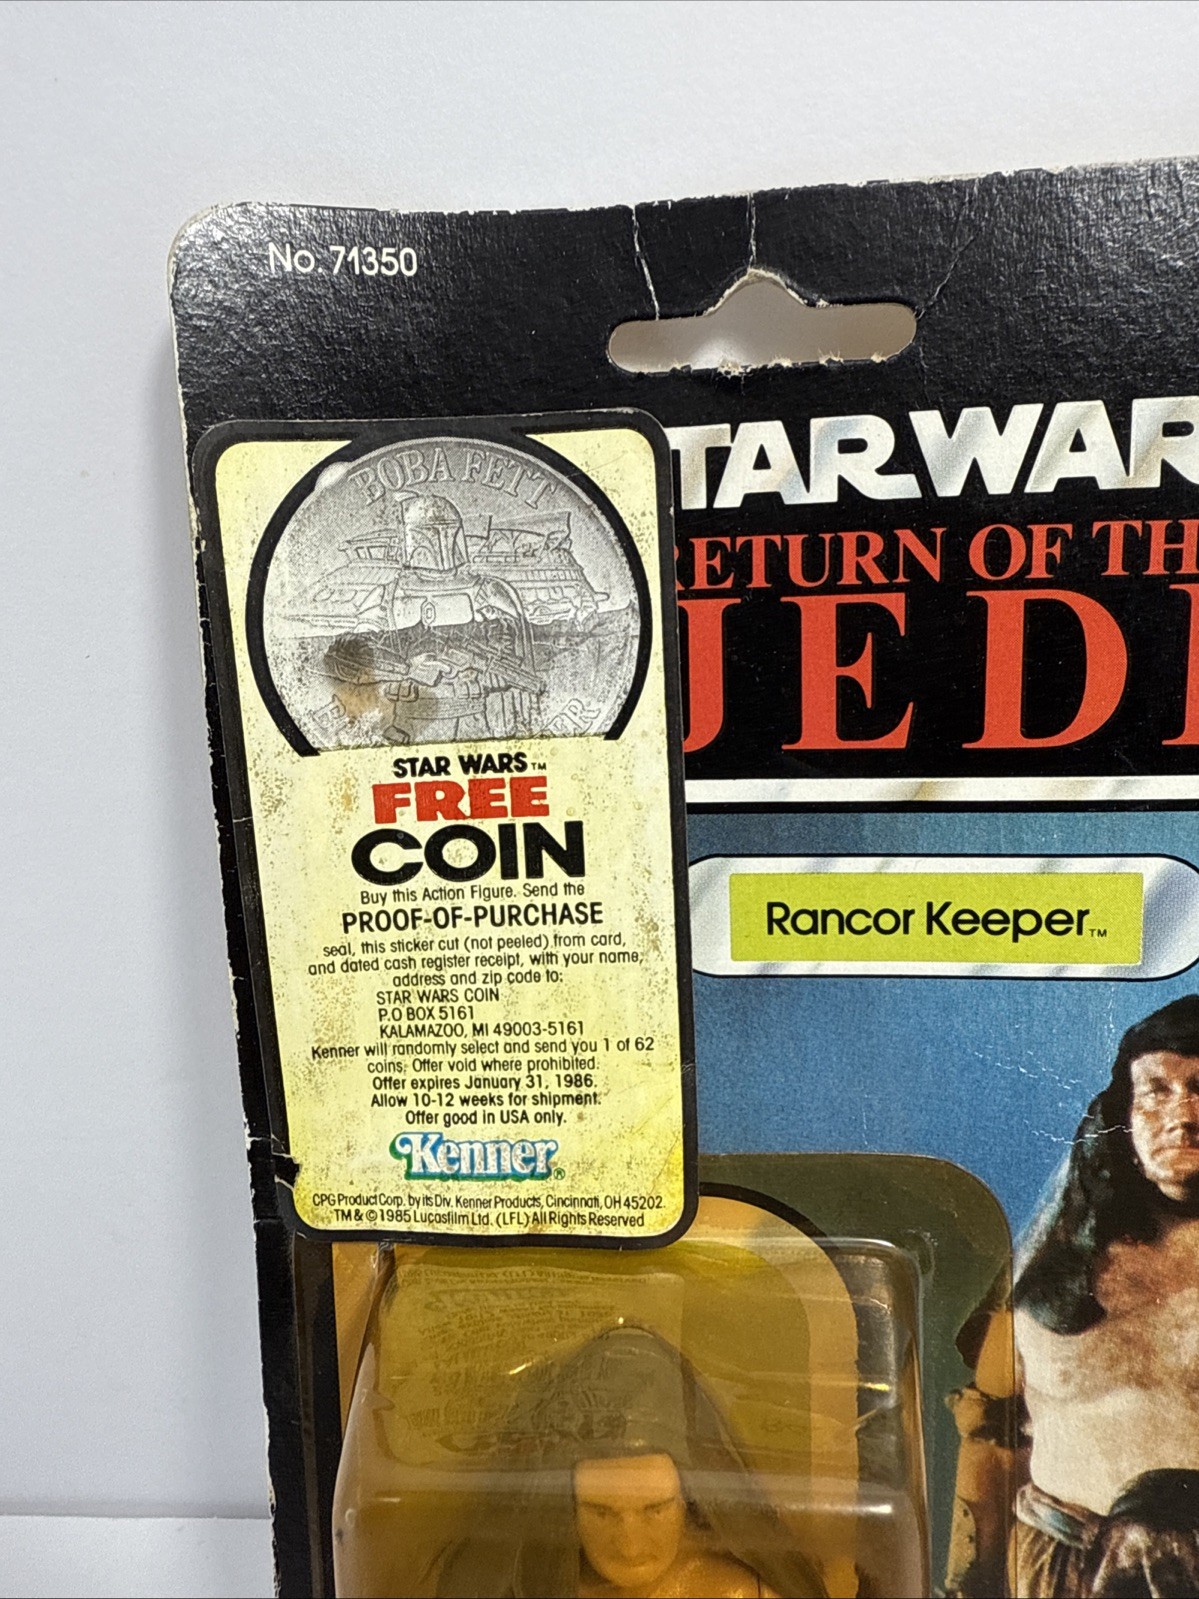 No. 71350
TAR WAR
RETURN OF TH
JEDI
BOBA FETT
STAR WARS™
FREE
COIN
Buy this Action Figure. Send the
PROOF-OF-PURCHASE
seal, this sticker cut (not peeled) from card,
and dated cash register receipt, with your name,
address and zip code to:
STAR WARS COIN
P.O BOX 5161
KALAMAZOO, MI 49003-5161
Kenner will randomly select and send you 1 of 62
coins. Offer void where prohibited.
Offer expires January 31, 1986.
Allow 10-12 weeks for shipment.
Offer good in USA only.
Kenner®
CPG Product Corp. by its Div. Kenner Products, Cincinnati, OH 45202.
TM & © 1985 Lucasfilm Ltd. (LFL) All Rights Reserved
Rancor Keeper™